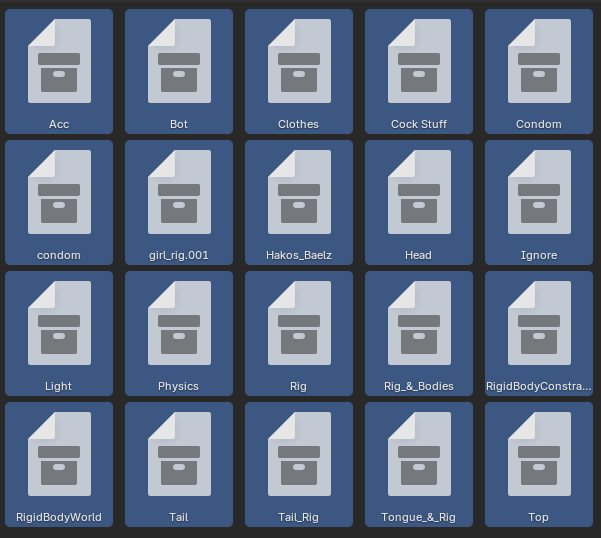 Acc
Bot
Clothes
Cock Stuff
Condom
condom
girl_rig.001
Hakos_Baelz
Head
Ignore
Light
Physics
Rig
Rig_&_Bodies
RigidBodyConstra...
RigidBodyWorld
Tail
Tail_Rig
Tongue_&_Rig
Top